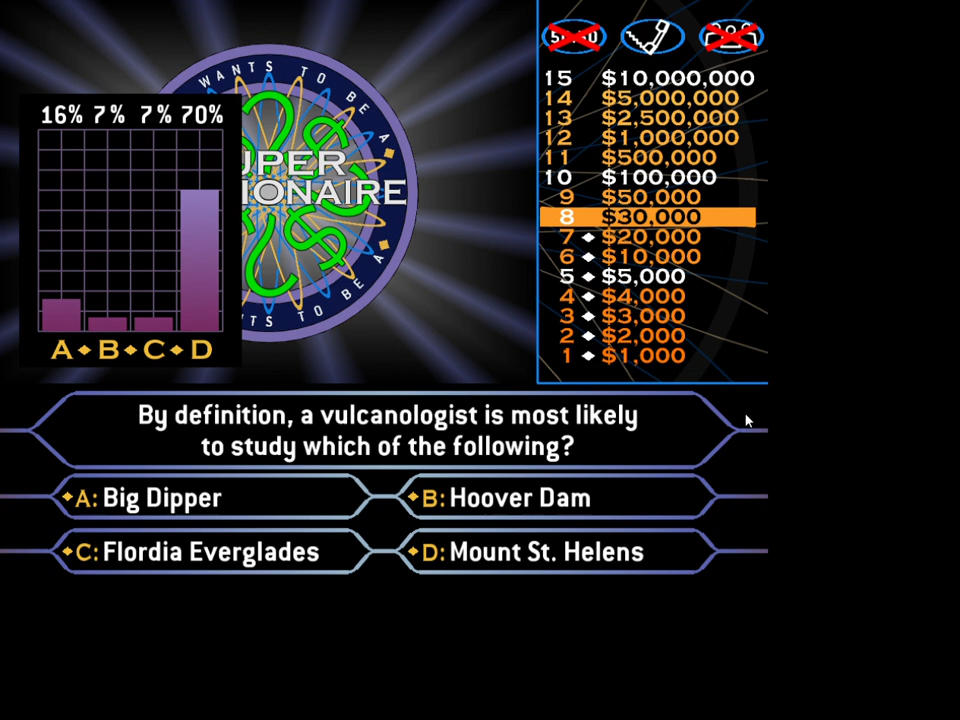 WANTS TO BE A
UPER
IONAIRE
NTS TO BE A
16% 7% 7% 70%
A B C D
15 $10,000,000
14 $5,000,000
13 $2,500,000
12 $1,000,000
11 $500,000
10 $100,000
9 $50,000
8 $30,000
7 $20,000
6 $10,000
5 $5,000
4 $4,000
3 $3,000
2 $2,000
1 $1,000
By definition, a vulcanologist is most likely
to study which of the following?
A: Big Dipper
B: Hoover Dam
C: Flordia Everglades
D: Mount St. Helens